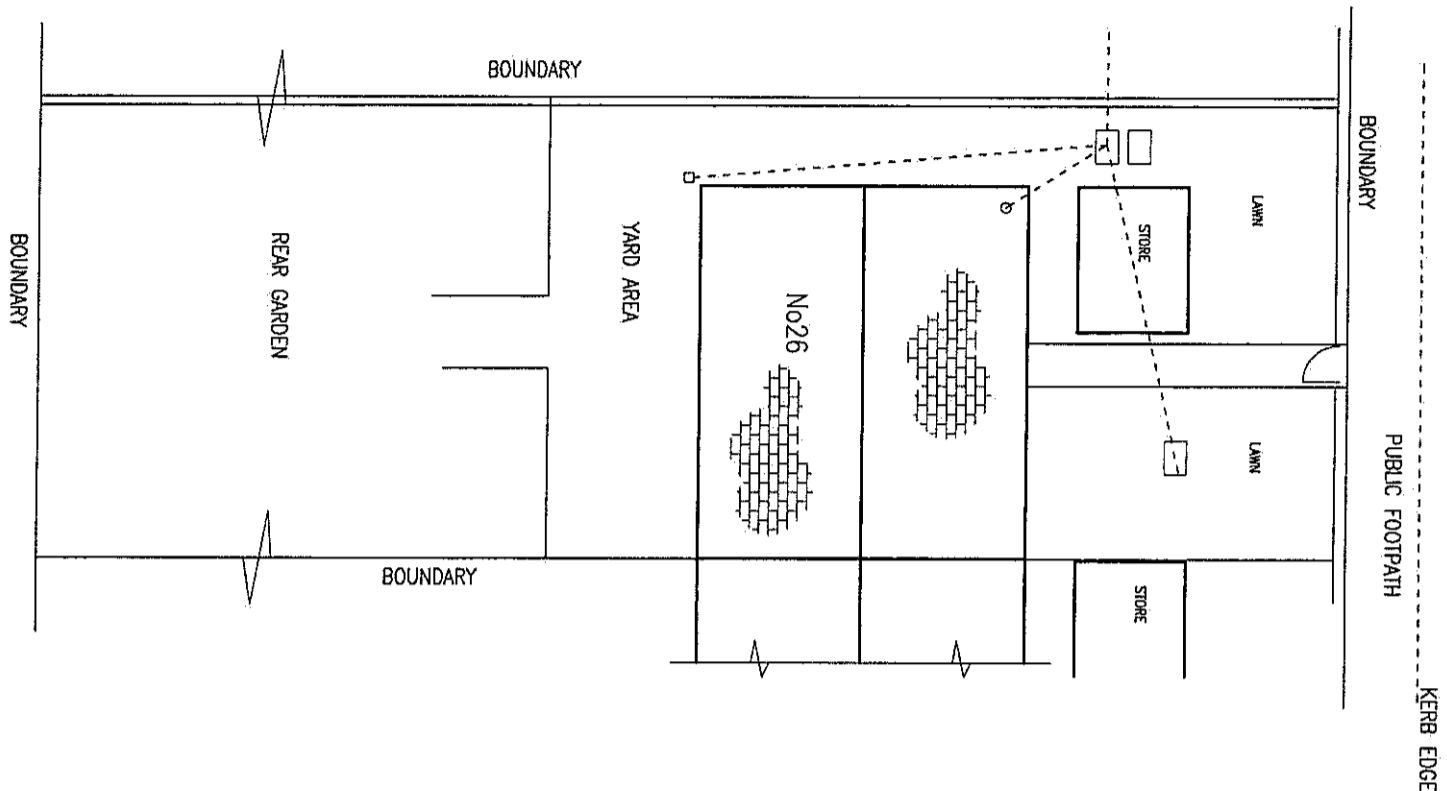 BOUNDARY
BOUNDARY
LAWN
STORE
YARD AREA
REAR GARDEN
BOUNDARY
No26
LAWN
PUBLIC FOOTPATH
BOUNDARY
STORE
KERB EDGE